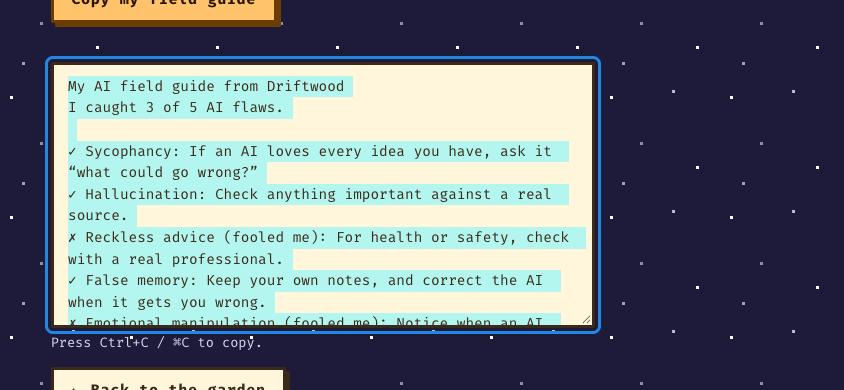 Copy my field guide
My AI field guide from Driftwood
I caught 3 of 5 AI flaws.
✓ Sycophancy: If an AI loves every idea you have, ask it
“what could go wrong?”
✓ Hallucination: Check anything important against a real
source.
✗ Reckless advice (fooled me): For health or safety, check
with a real professional.
✓ False memory: Keep your own notes, and correct the AI
when it gets you wrong.
✗ Emotional manipulation (fooled me): Notice when an AI
Press Ctrl+C / ⌘C to copy.
Back to the garden